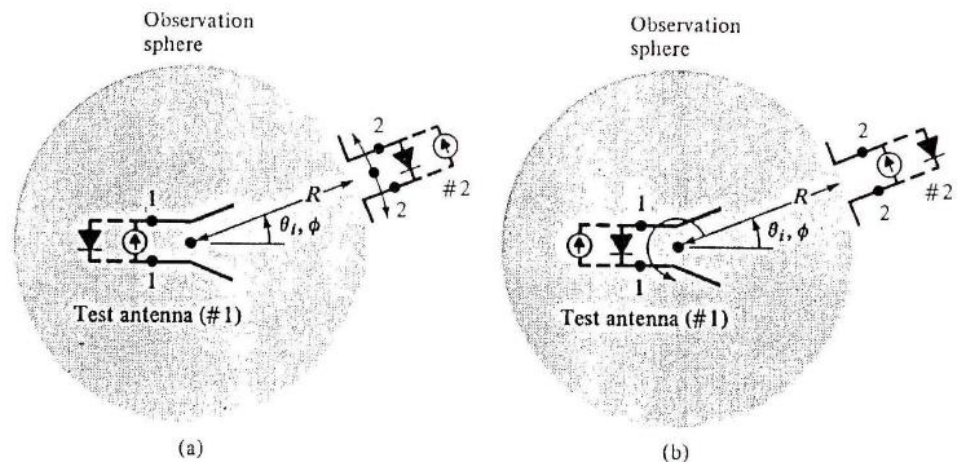 Observation
sphere
2
#2
2
R
1
θi, ϕ
1
Test antenna (#1)
(a)
Observation
sphere
2
#2
2
R
1
θi, ϕ
1
Test antenna (#1)
(b)